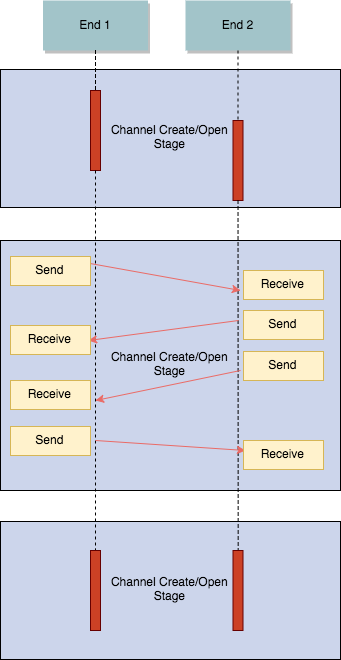 End 1
End 2
Channel Create/Open
Stage
Send
Receive
Send
Receive
Channel Create/Open
Stage
Send
Receive
Send
Receive
Channel Create/Open
Stage